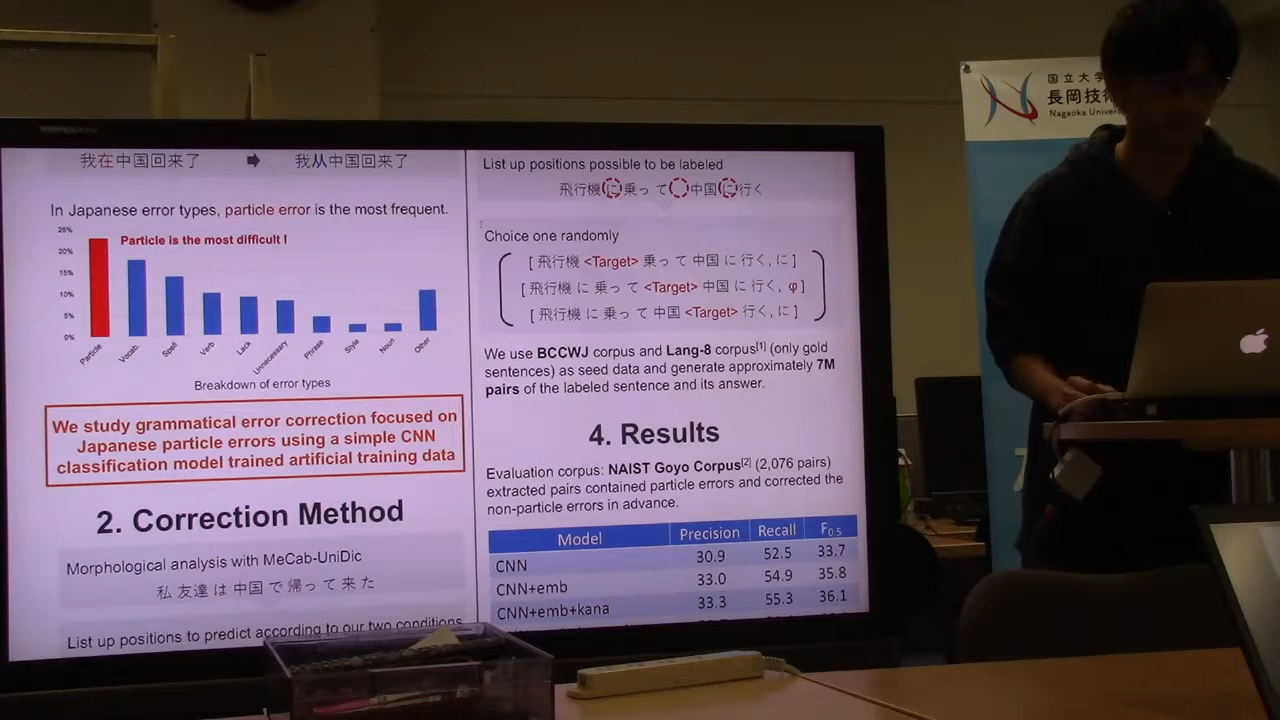 我在中国回来了 → 我从中国回来了
In Japanese error types, particle error is the most frequent.
Particle is the most difficult !
25%
20%
15%
10%
5%
0%
Particle
Vocab.
Spell
Verb
Lack
Unnecessary
Phrase
Style
Noun
Other
Breakdown of error types
We study grammatical error correction focused on
Japanese particle errors using a simple CNN
classification model trained artificial training data
2. Correction Method
Morphological analysis with MeCab-UniDic
私 友達 は 中国 で 帰っ て 来 た
List up positions to predict according to our two conditions
List up positions possible to be labeled
飛行機 に 乗っ て 中国 に 行く
Choice one randomly
[ 飛行機 <Target> 乗っ て 中国 に 行く, に ]
[ 飛行機 に 乗っ て <Target> 中国 に 行く, φ ]
[ 飛行機 に 乗っ て 中国 <Target> 行く, に ]
We use BCCWJ corpus and Lang-8 corpus[1] (only gold
sentences) as seed data and generate approximately 7M
pairs of the labeled sentence and its answer.
4. Results
Evaluation corpus: NAIST Goyo Corpus[2] (2,076 pairs)
extracted pairs contained particle errors and corrected the
non-particle errors in advance.
Model Precision Recall F0.5
CNN 30.9 52.5 33.7
CNN+emb 33.0 54.9 35.8
CNN+emb+kana 33.3 55.3 36.1
国立大学
長岡技術
Nagaoka Univer